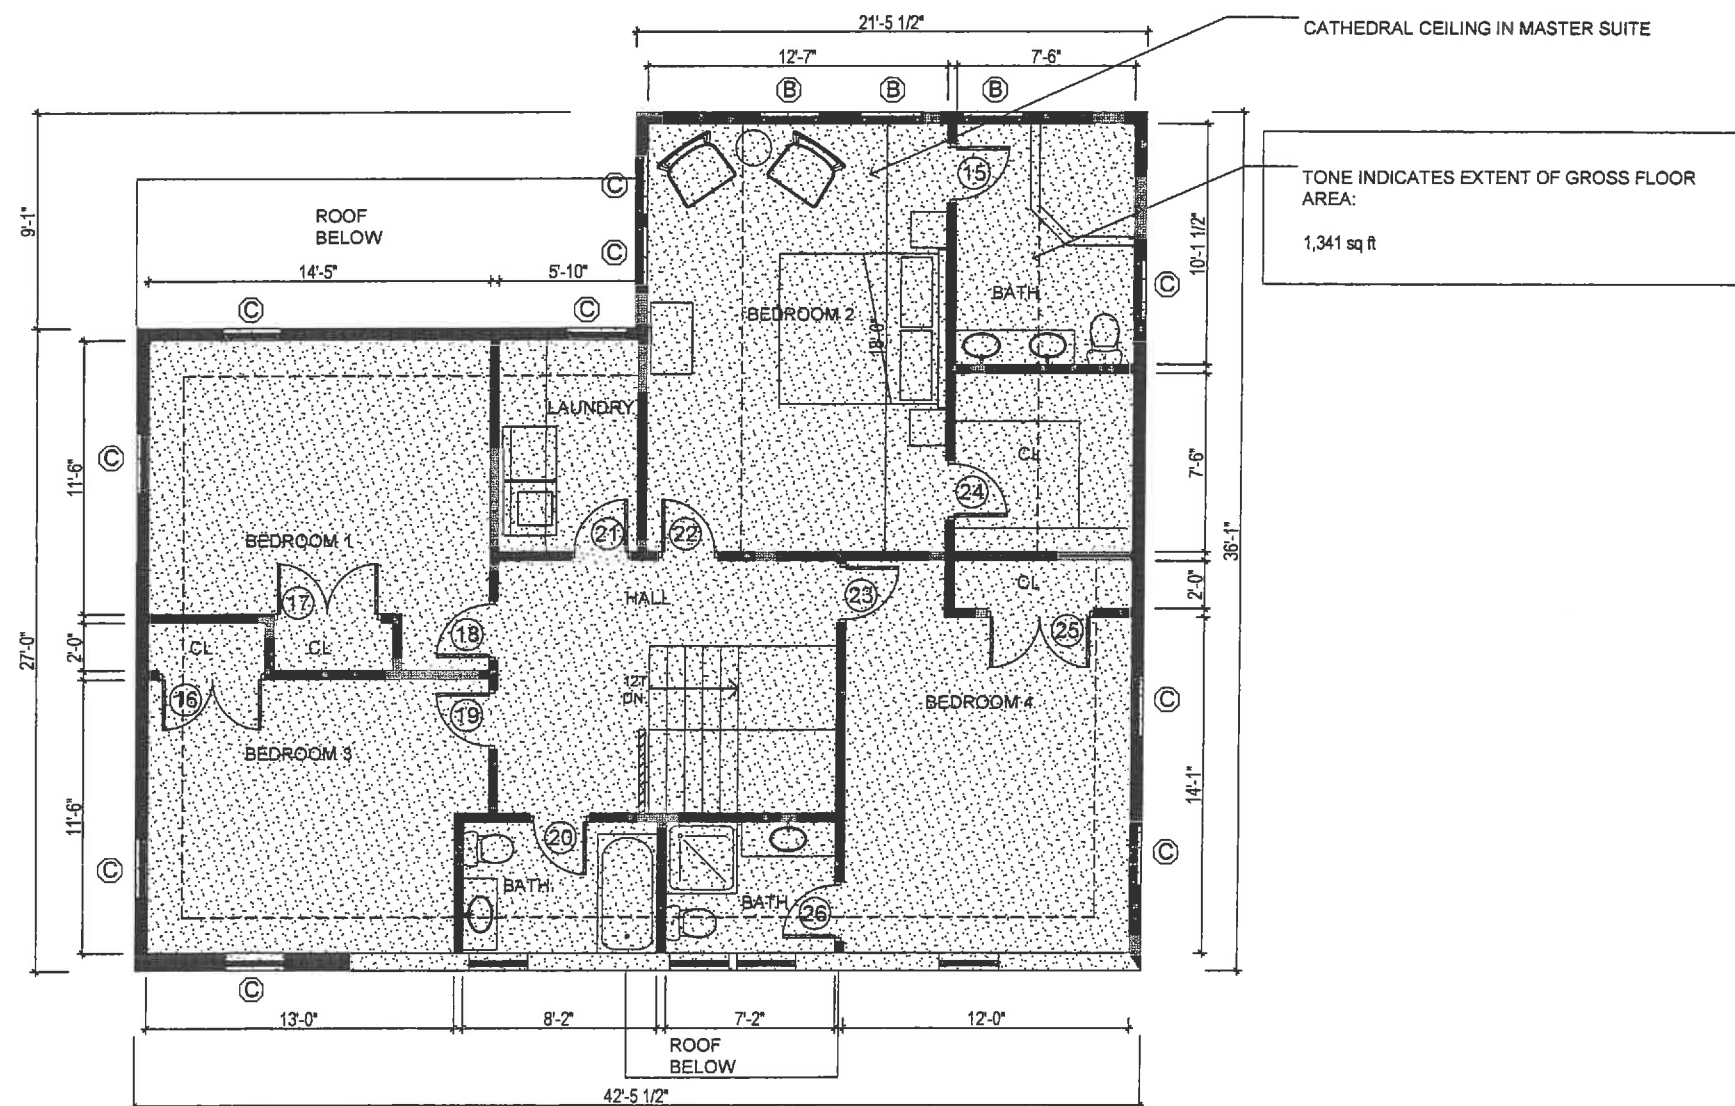 21'-5 1/2"
CATHEDRAL CEILING IN MASTER SUITE
12'-7"
7'-6"
B
B
B
9'-1"
ROOF
BELOW
C
C
15
TONE INDICATES EXTENT OF GROSS FLOOR
AREA:
1,341 sq ft
10'-1 1/2"
14'-5"
5'-10"
C
C
C
BATH
BEDROOM 2
18'-0"
LAUNDRY
C
11'-6"
CL
7'-6"
24
BEDROOM 1
21
22
36'-1"
HALL
23
CL
2'-0"
17
18
25
27'-0"
2'-0"
CL
CL
12T
DN
16
19
BEDROOM 4
C
BEDROOM 3
14'-1"
11'-6"
20
C
C
BATH
BATH
26
C
13'-0"
8'-2"
7'-2"
12'-0"
ROOF
BELOW
42'-5 1/2"